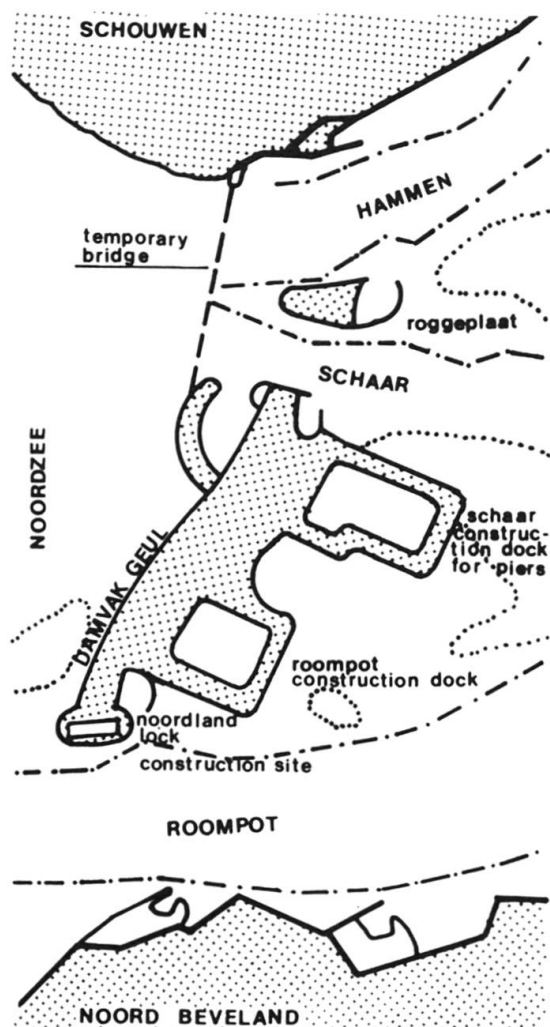 SCHOUWEN
HAMMEN
temporary
bridge
roggeplaat
SCHAAR
NOORDZEE
schaar
construc-
tion dock
for piers
DAMVAK GEUL
roompot
construction dock
noordland
lock
construction site
ROOMPOT
NOORD BEVELAND